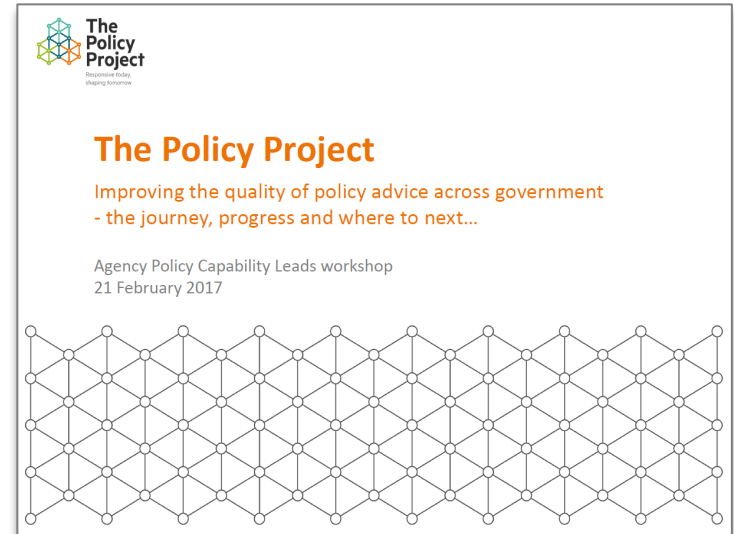 The
Policy
Project
Responsive today,
shaping tomorrow
The Policy Project
Improving the quality of policy advice across government
- the journey, progress and where to next...
Agency Policy Capability Leads workshop
21 February 2017